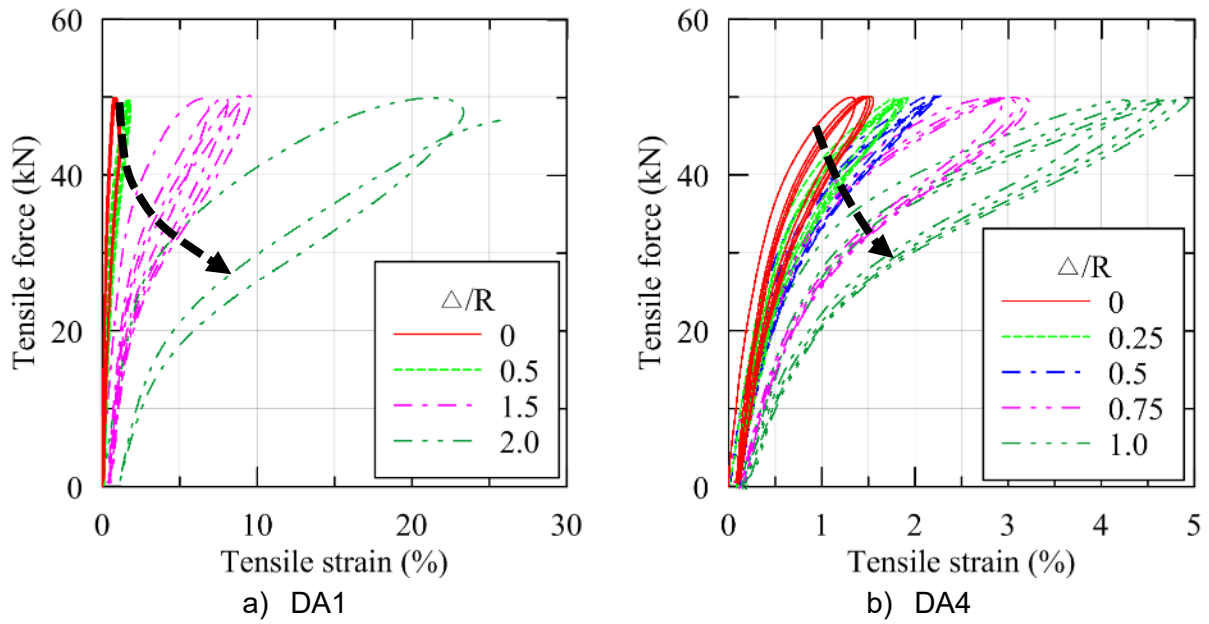 60
40
20
0
Tensile force (kN)
△/R
0
0.5
1.5
2.0
0 10 20 30
Tensile strain (%)
a) DA1
60
40
20
0
Tensile force (kN)
△/R
0
0.25
0.5
0.75
1.0
0 1 2 3 4 5
Tensile strain (%)
b) DA4